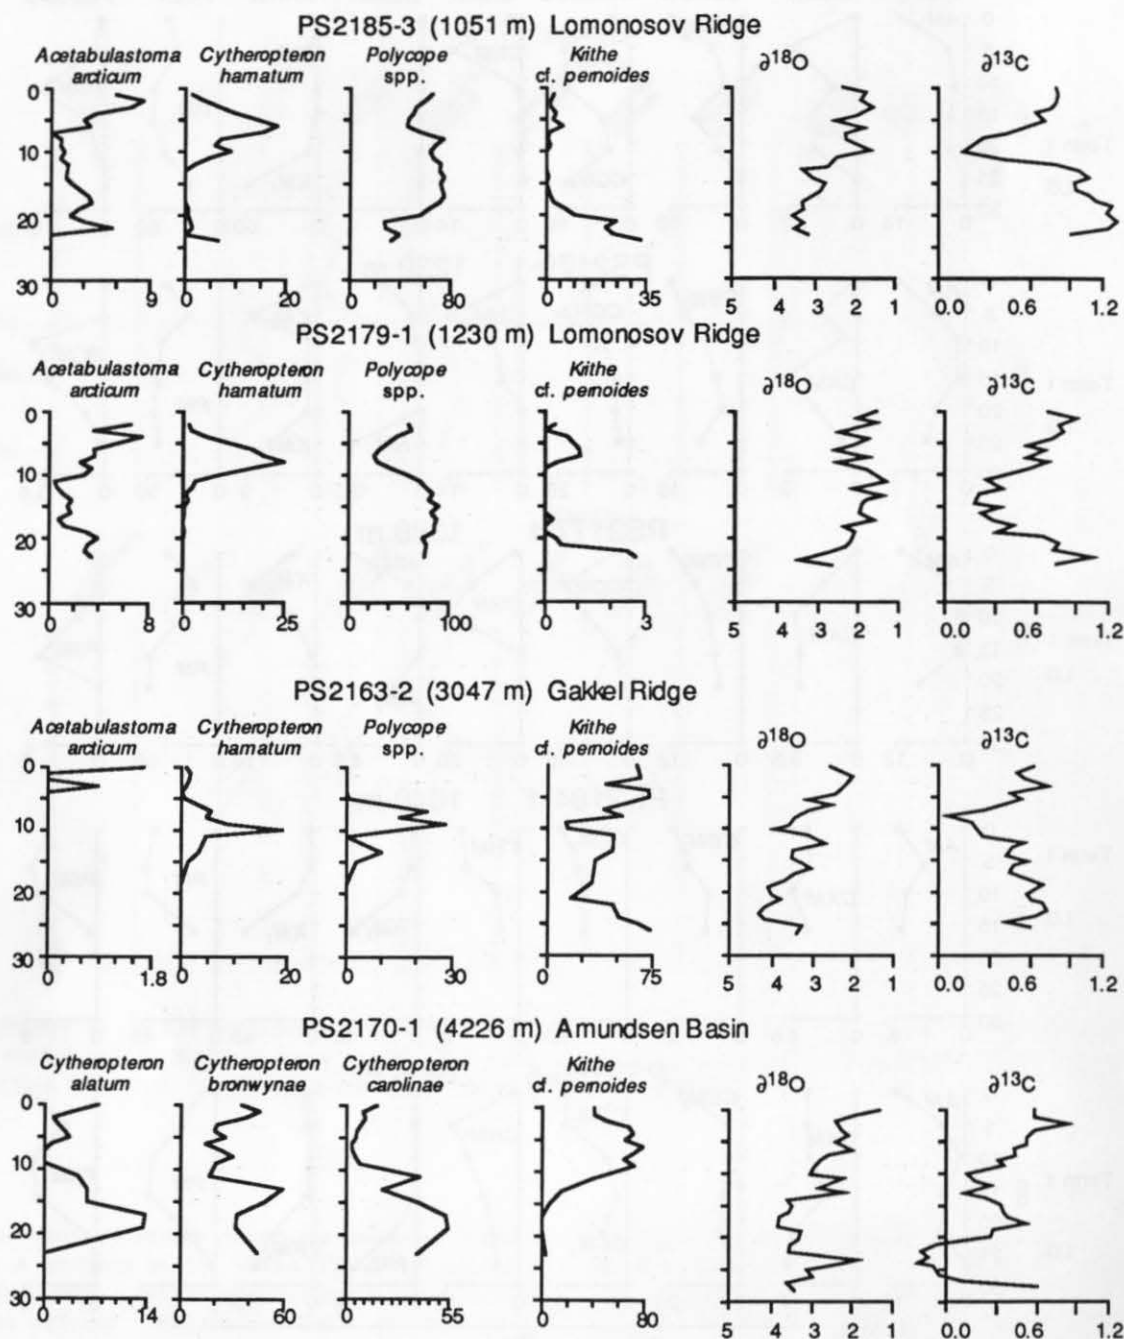 PS2185-3 (1051 m) Lomonosov Ridge
Acetabulastoma Cytheropteron Polycope Krithe ∂18O ∂13C
arcticum hamatum spp. cf. pernoides
0
10
20
30
0 9 0 20 0 80 0 35 5 4 3 2 1 0.0 0.6 1.2
PS2179-1 (1230 m) Lomonosov Ridge
Acetabulastoma Cytheropteron Polycope Krithe ∂18O ∂13C
arcticum hamatum spp. cf. pernoides
0
10
20
30
0 8 0 25 0 100 0 3 5 4 3 2 1 0.0 0.6 1.2
PS2163-2 (3047 m) Gakkel Ridge
Acetabulastoma Cytheropteron Polycope Krithe ∂18O ∂13C
arcticum hamatum spp. cf. pernoides
0
10
20
30
0 1.8 0 20 0 30 0 75 5 4 3 2 1 0.0 0.6 1.2
PS2170-1 (4226 m) Amundsen Basin
Cytheropteron Cytheropteron Cytheropteron Krithe ∂18O ∂13C
alatum bronwynae carolinae cf. pernoides
0
10
20
30
0 14 0 60 0 55 0 80 5 4 3 2 1 0.0 0.6 1.2